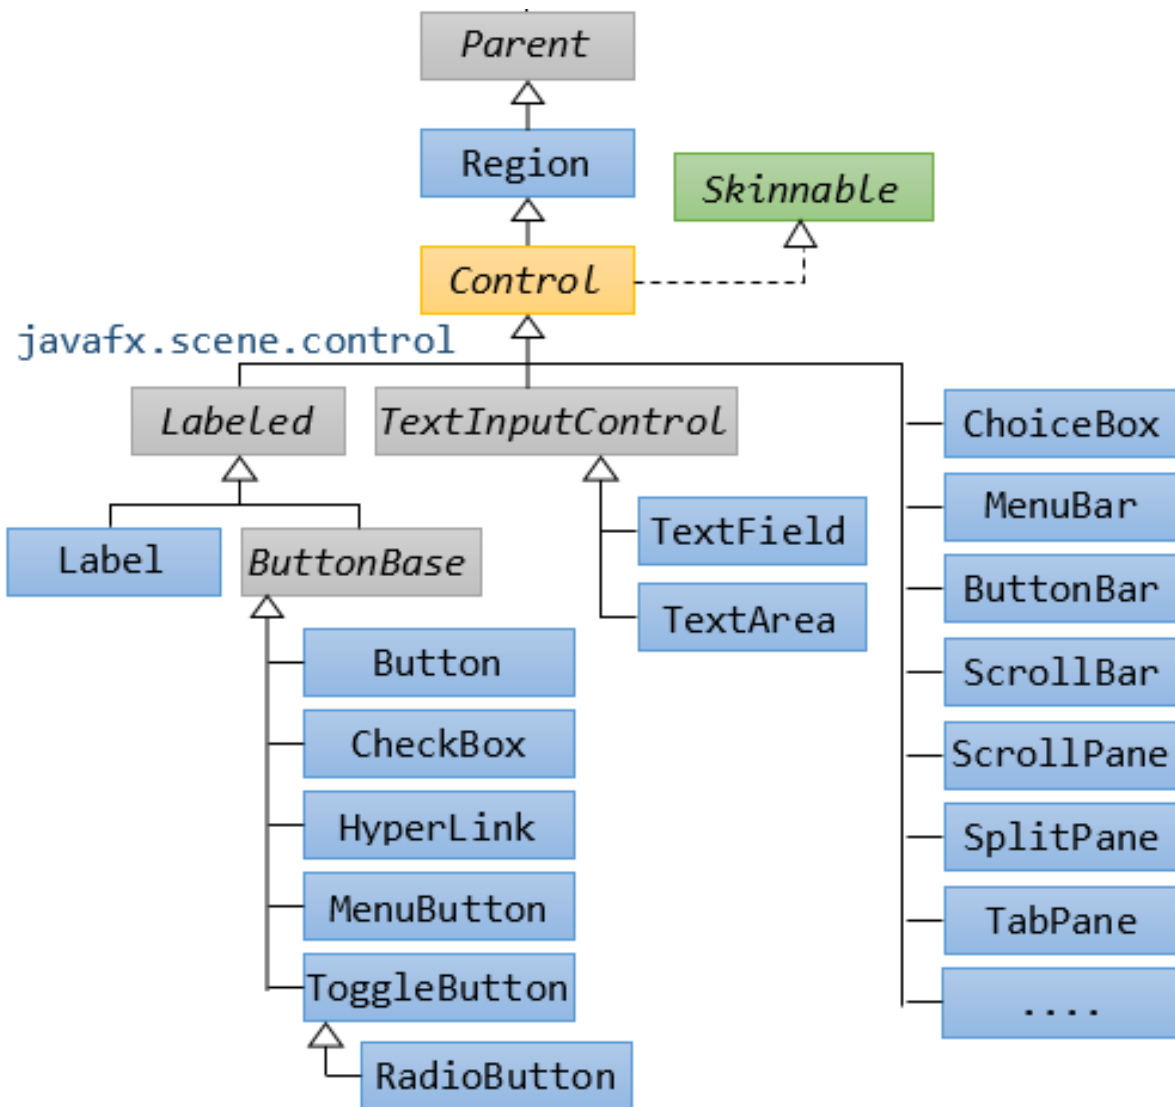 Parent
Region
Skinnable
Control
javafx.scene.control
Labeled
TextInputControl
ChoiceBox
MenuBar
TextField
Label
ButtonBase
ButtonBar
TextArea
Button
ScrollBar
CheckBox
ScrollPane
HyperLink
SplitPane
MenuButton
TabPane
ToggleButton
....
RadioButton